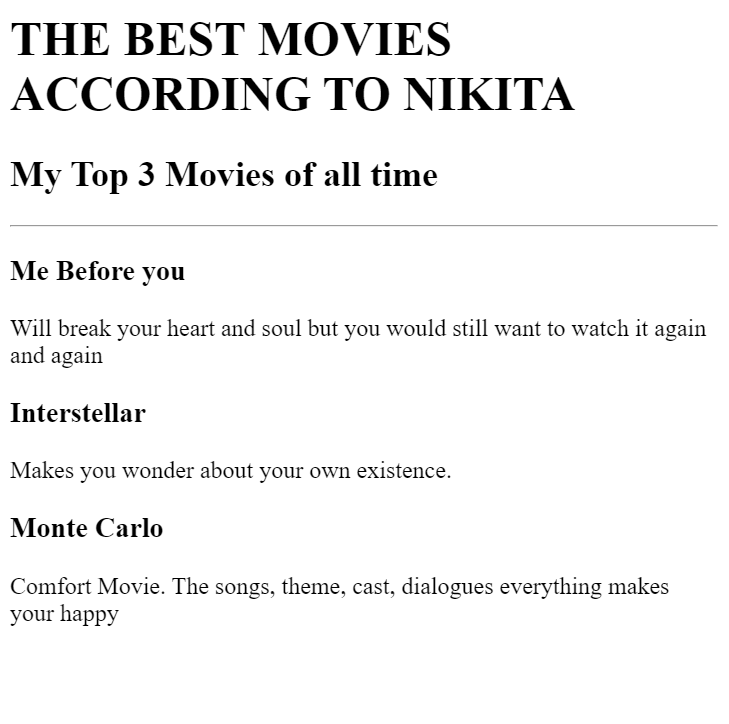 THE BEST MOVIES
ACCORDING TO NIKITA
My Top 3 Movies of all time
Me Before you
Will break your heart and soul but you would still want to watch it again
and again
Interstellar
Makes you wonder about your own existence.
Monte Carlo
Comfort Movie. The songs, theme, cast, dialogues everything makes
your happy